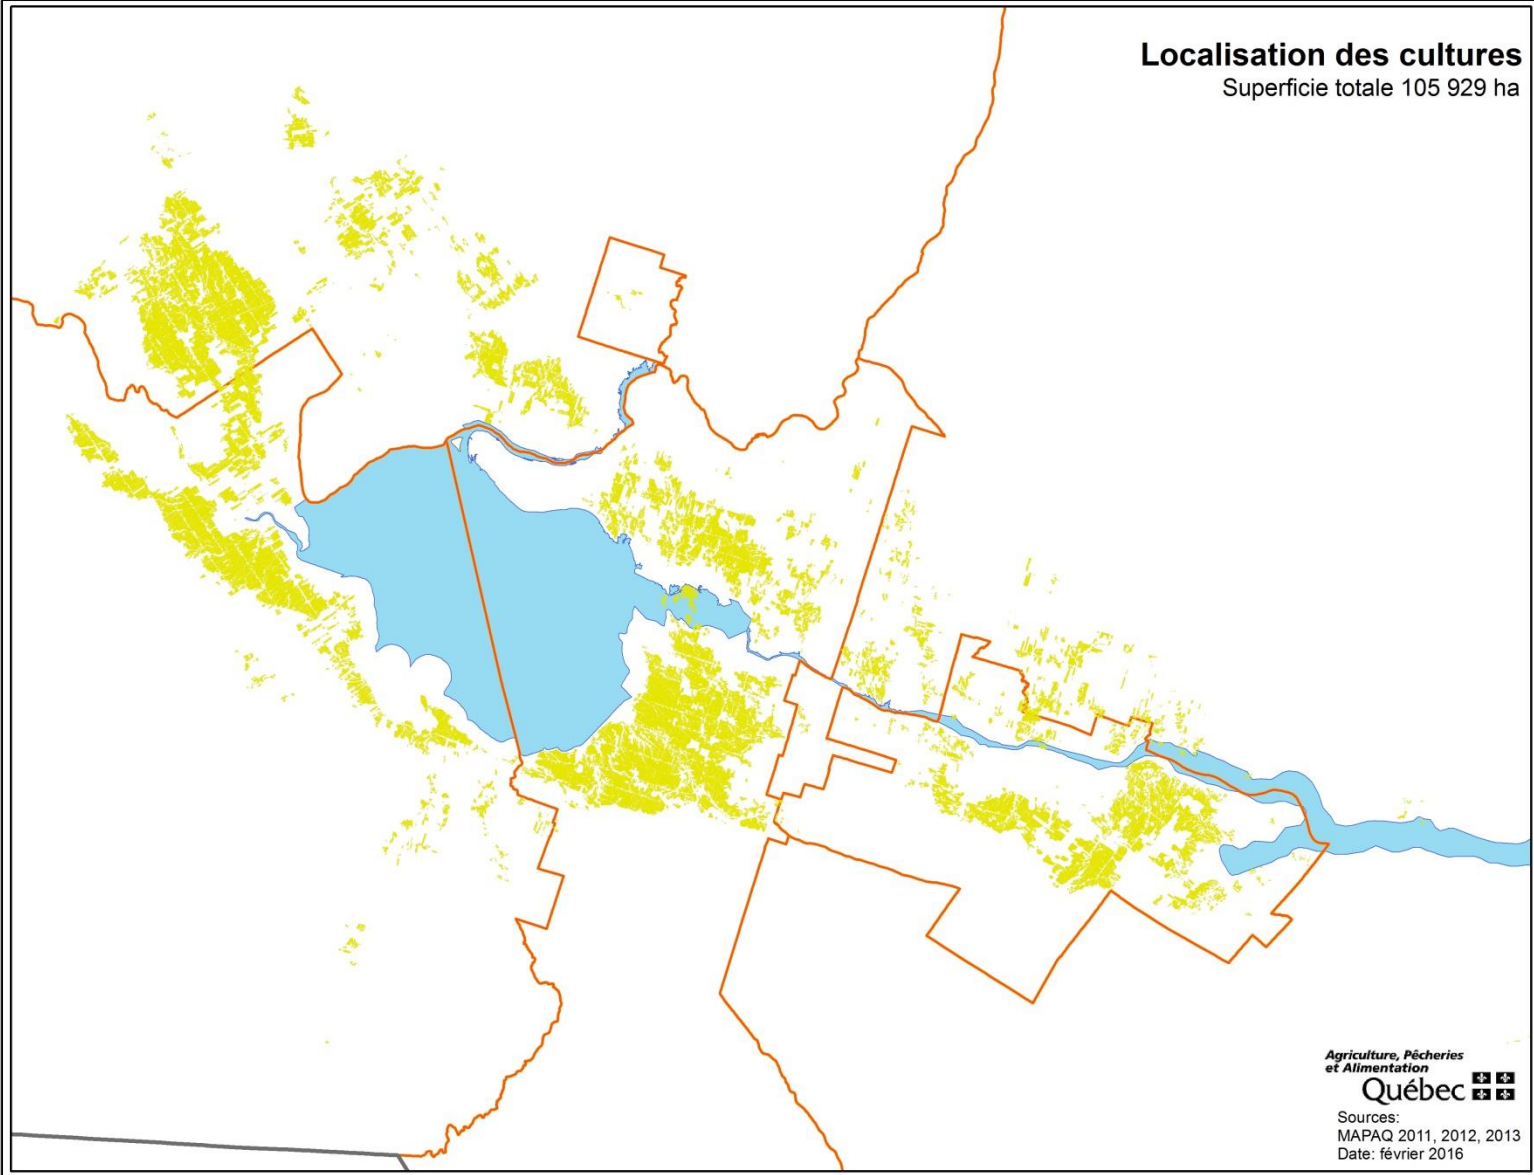 Localisation des cultures
Superficie totale 105 929 ha
Agriculture, Pêcheries
et Alimentation
Québec
Sources:
MAPAQ 2011, 2012, 2013
Date: février 2016